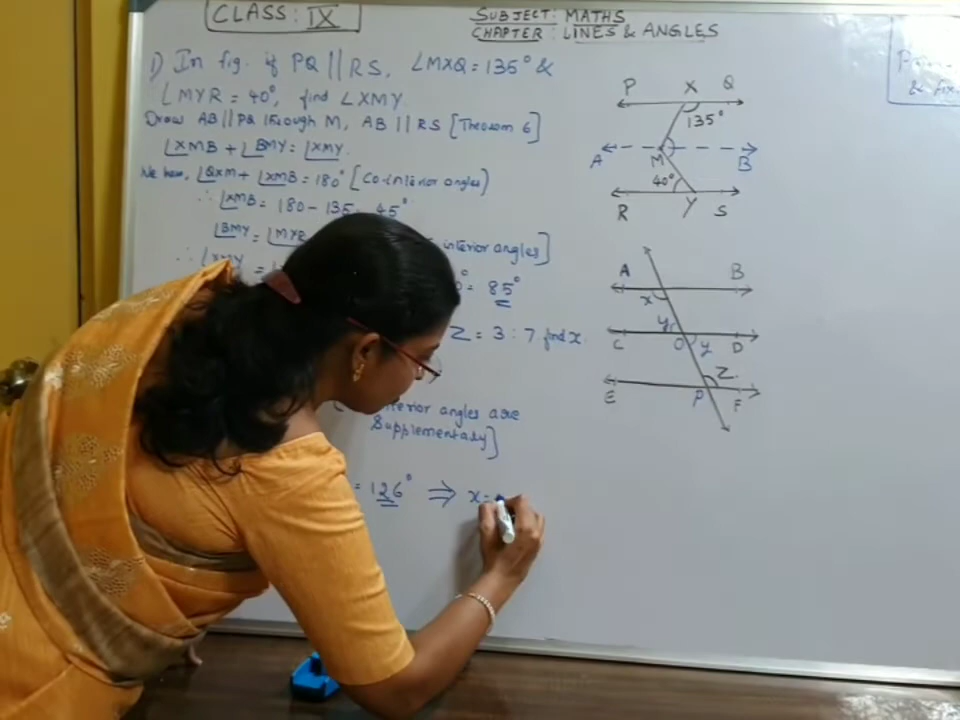 CLASS: IX
SUBJECT: MATHS
CHAPTER: LINES & ANGLES
1) In fig. if PQ || RS, ∠MXQ = 135° &
∠MYR = 40°, find ∠XMY.
Draw AB || PQ through M, AB || RS [Theorem 6]
∠XMB + ∠BMY = ∠XMY.
We have, ∠QXM + ∠XMB = 180° [Co-interior angles)
∴ ∠XMB = 180 - 135 = 45°
∠BMY = ∠MYR interior angles]
∴ ∠XMY = 0° = 85°
Z = 3 : 7 find x.
interior angles are
Supplementary]
= 126° ⇒ x =
P X Q
135°
A M B
40°
R Y S
A B
x
y
C O y D
Z
E P F